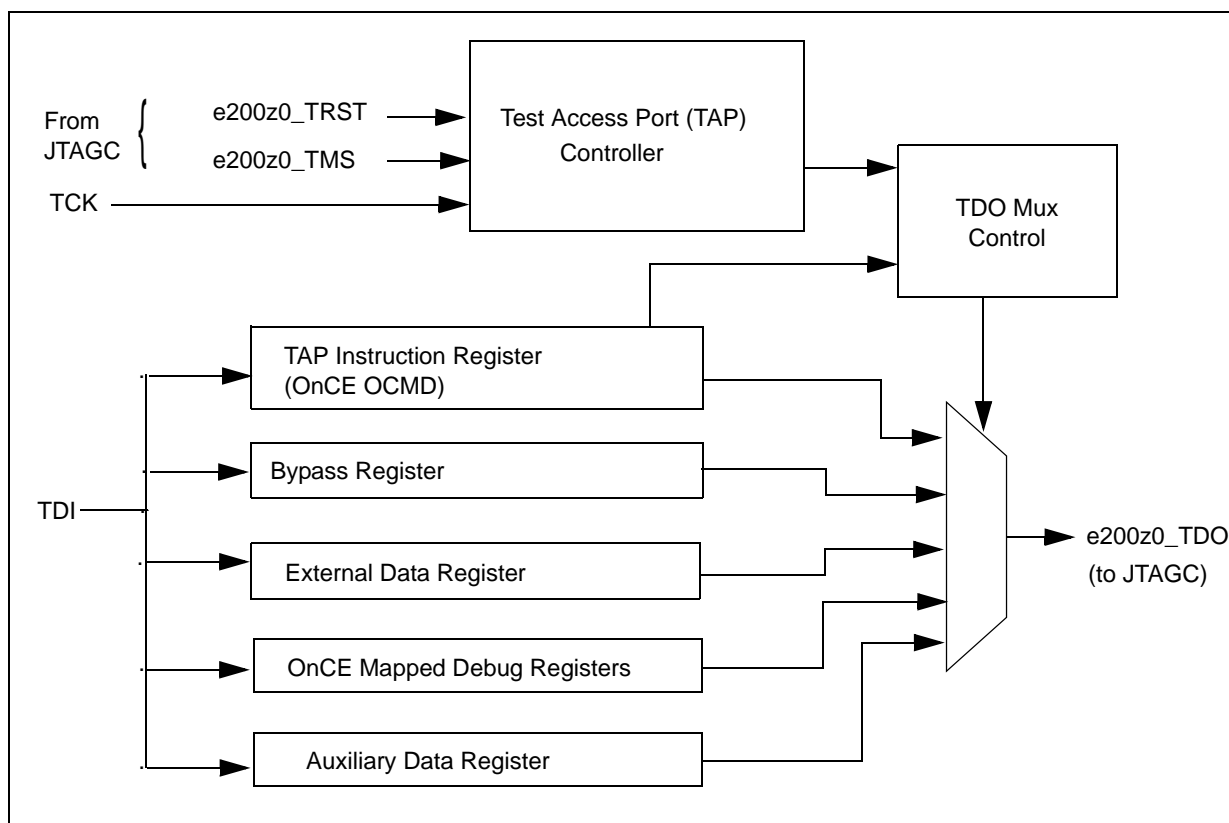 From
JTAGC
e200z0_TRST
e200z0_TMS
TCK
Test Access Port (TAP)
Controller
TDO Mux
Control
TAP Instruction Register
(OnCE OCMD)
Bypass Register
TDI
External Data Register
OnCE Mapped Debug Registers
Auxiliary Data Register
e200z0_TDO
(to JTAGC)